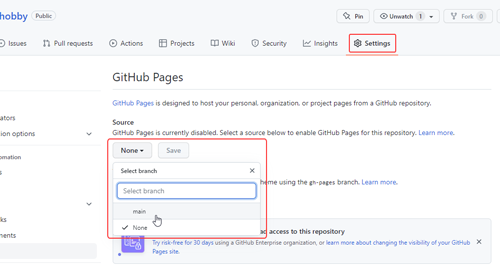 hobby Public
Pin
Unwatch 1
Fork 0
Issues
Pull requests
Actions
Projects
Wiki
Security
Insights
Settings
GitHub Pages
ators
ion options
omation
s
ks
ments
GitHub Pages is designed to host your personal, organization, or project pages from a GitHub repository.
Source
GitHub Pages is currently disabled. Select a source below to enable GitHub Pages for this repository. Learn more.
None
Save
Select branch
Select branch
main
None
heme using the gh-pages branch. Learn more.
access to this repository
Try risk-free for 30 days using a GitHub Enterprise organization, or learn more about changing the visibility of your GitHub
Pages site.